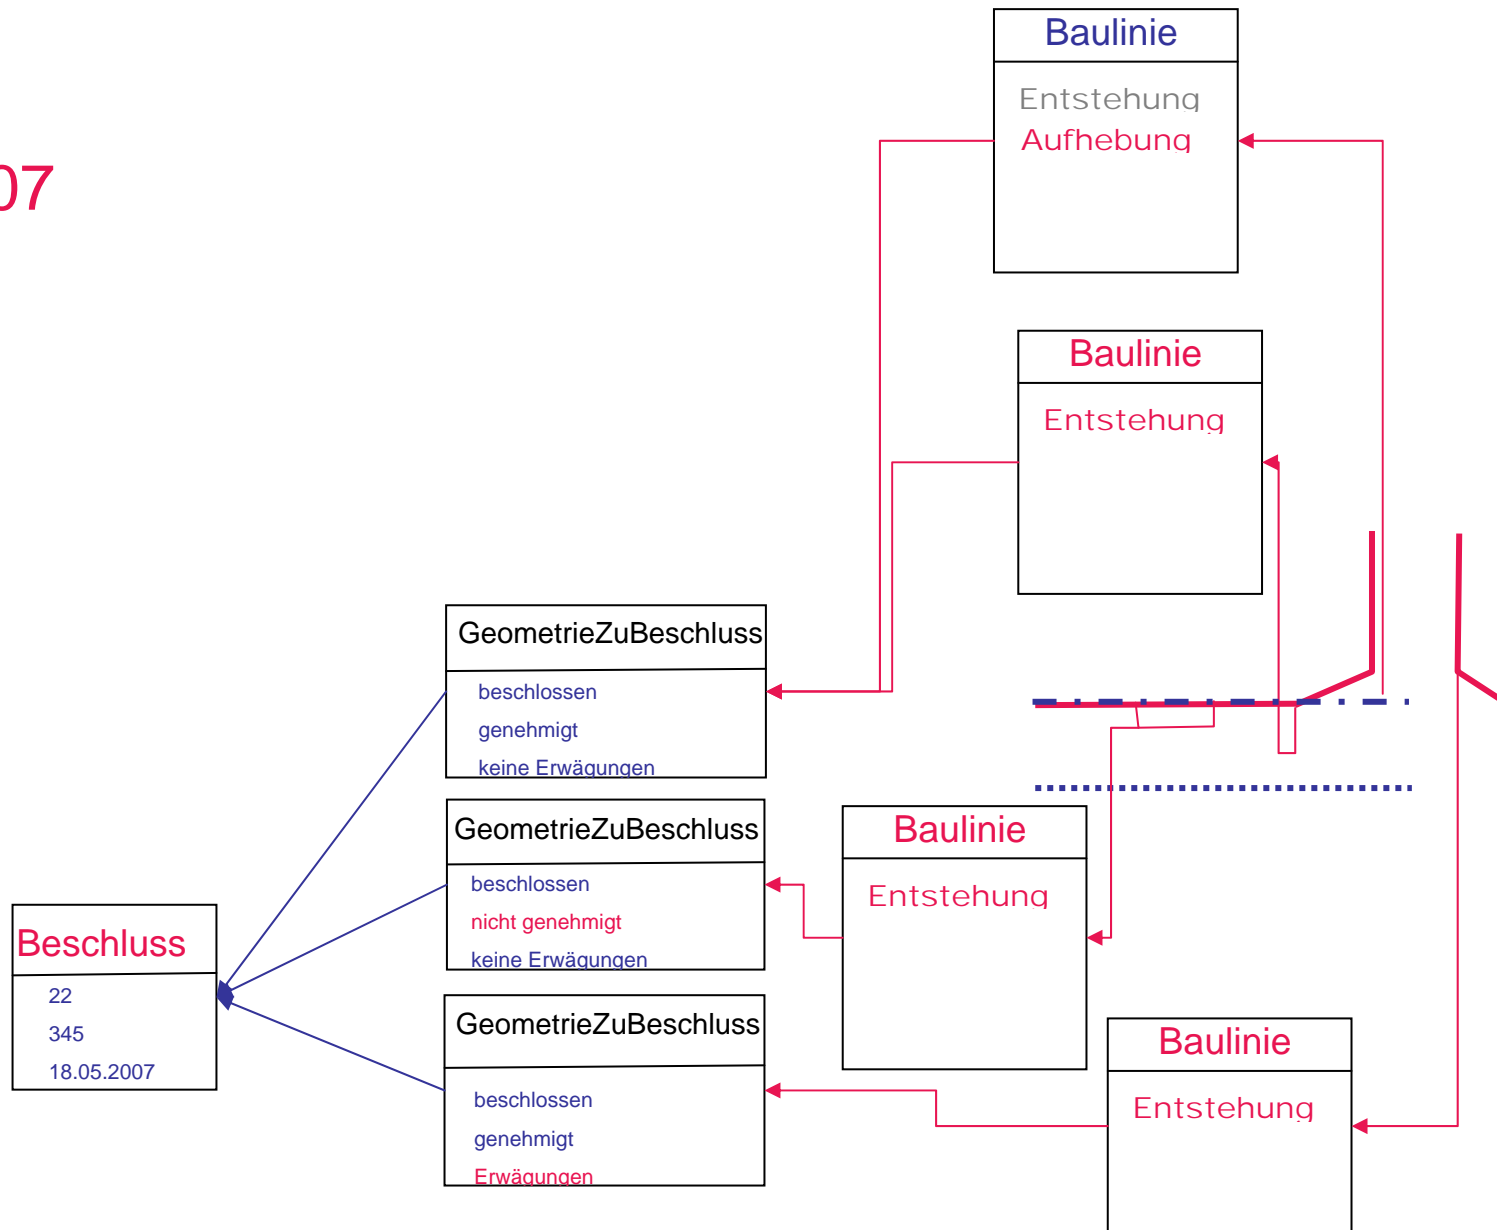 Baulinie
Entstehung
Aufhebung
07
Baulinie
Entstehung
GeometrieZuBeschluss
beschlossen
genehmigt
keine Erwägungen
GeometrieZuBeschluss
beschlossen
nicht genehmigt
keine Erwägungen
Baulinie
Entstehung
Beschluss
22
345
18.05.2007
GeometrieZuBeschluss
beschlossen
genehmigt
Erwägungen
Baulinie
Entstehung